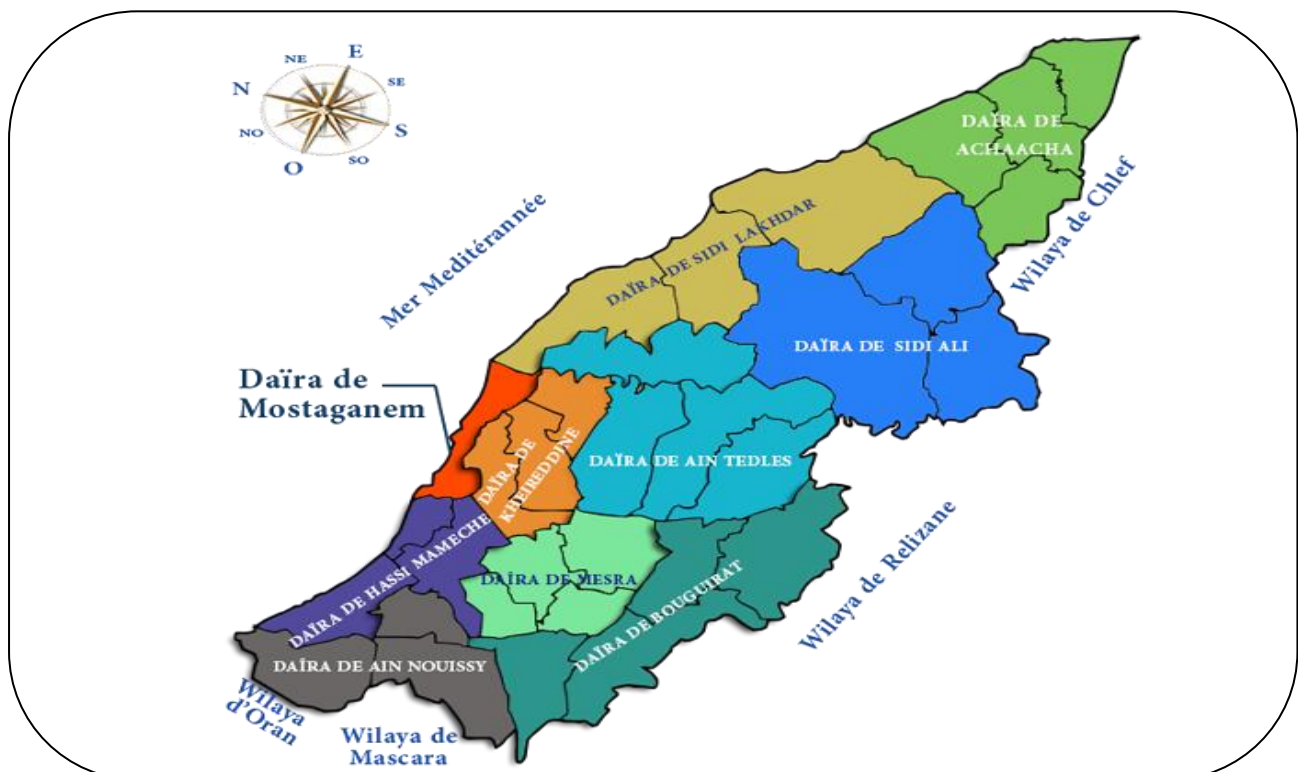 E
NE
SE
N
S
NO
SO
O
DAÏRA DE
ACHAACHA
Wilaya de Chlef
Mer Meditérannée
DAÏRA DE SIDI LAKHDAR
DAÏRA DE SIDI ALI
Daïra de
Mostaganem
DAÏRA DE
KHEIREDDINE
DAÏRA DE AIN TEDLES
DAÏRA DE HASSI MAMECHE
DAÏRA DE MESRA
DAÏRA DE BOUGUIRAT
Wilaya de Relizane
DAÏRA DE AIN NOUISSY
Wilaya
d'Oran
Wilaya de
Mascara